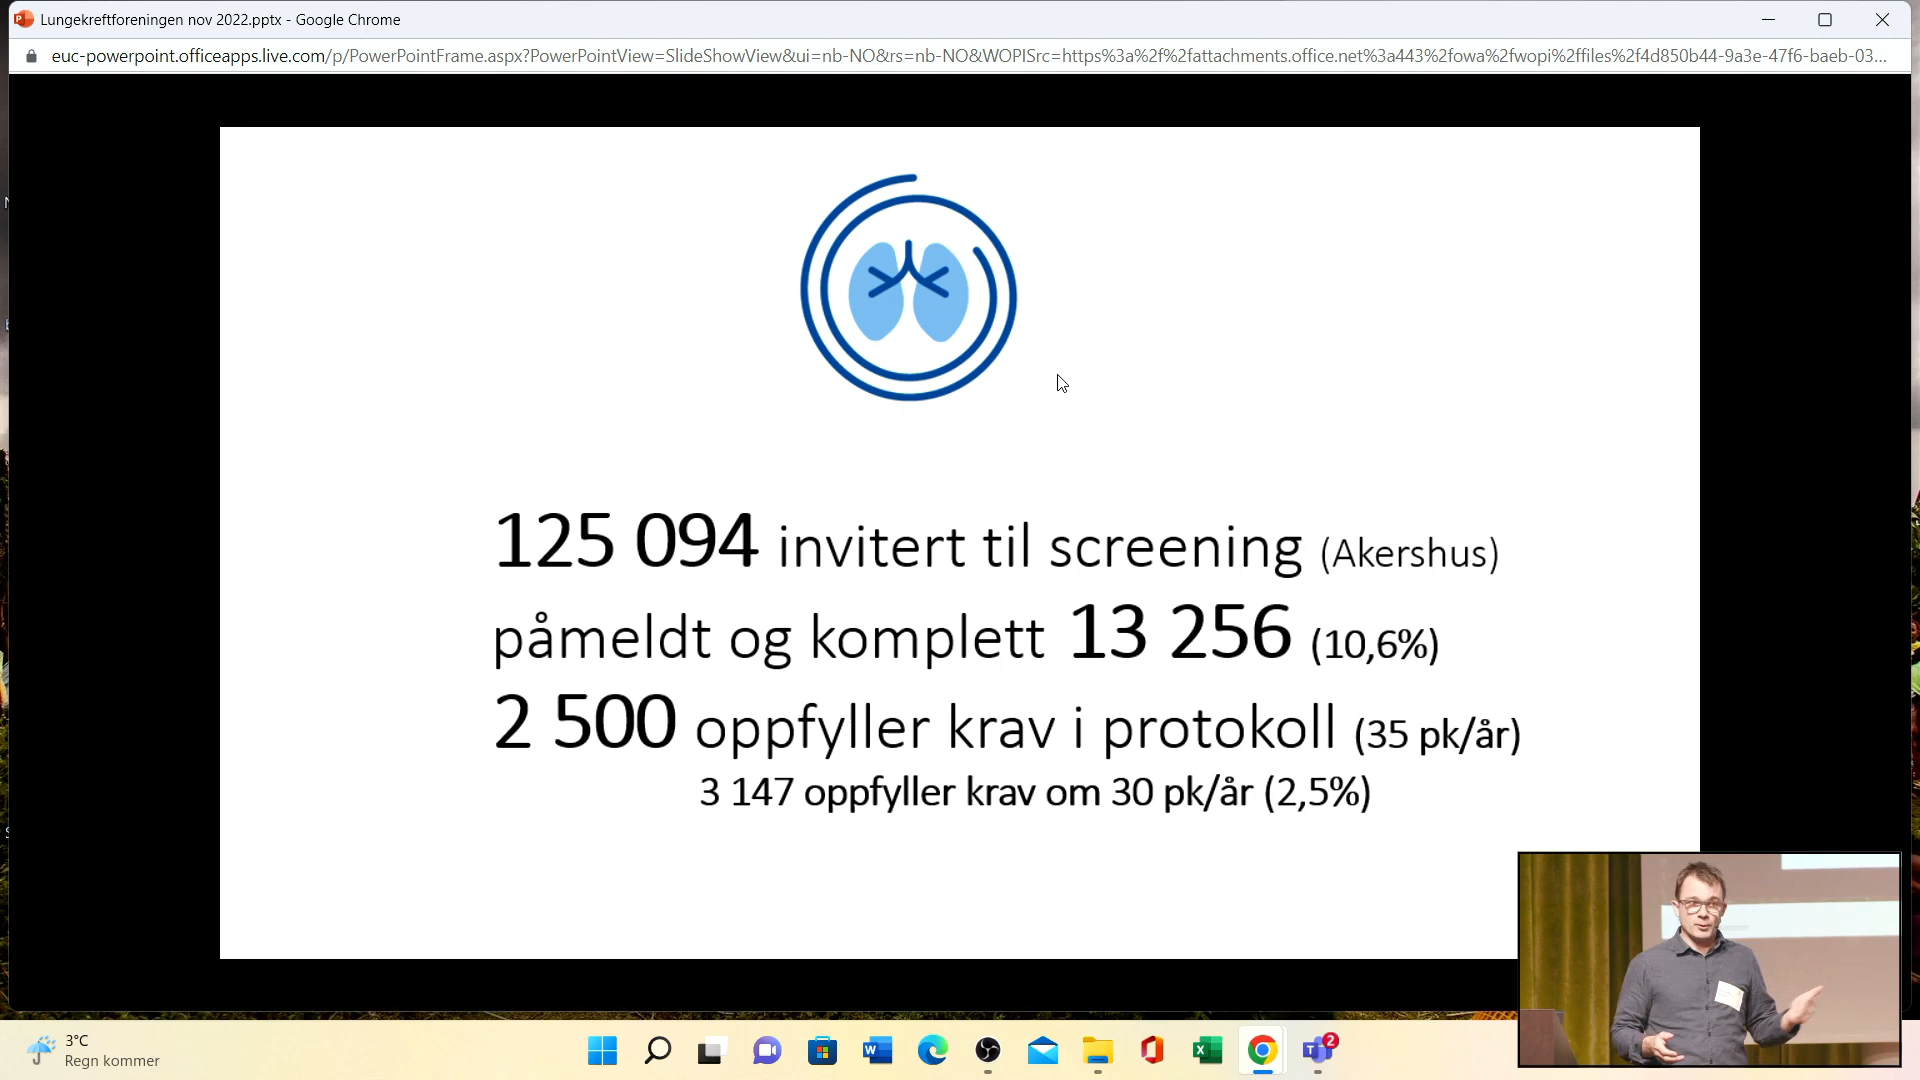 Lungekreftforeningen nov 2022.pptx - Google Chrome
euc-powerpoint.officeapps.live.com/p/PowerPointFrame.aspx?PowerPointView=SlideShowView&ui=nb-NO&rs=nb-NO&WOPISrc=https%3a%2f%2fattachments.office.net%3a443%2fowa%2fwopi%2ffiles%2f4d850b44-9a3e-47f6-baeb-03...
125 094 invitert til screening (Akershus)
påmeldt og komplett 13 256 (10,6%)
2 500 oppfyller krav i protokoll (35 pk/år)
3 147 oppfyller krav om 30 pk/år (2,5%)
3°C
Regn kommer
2